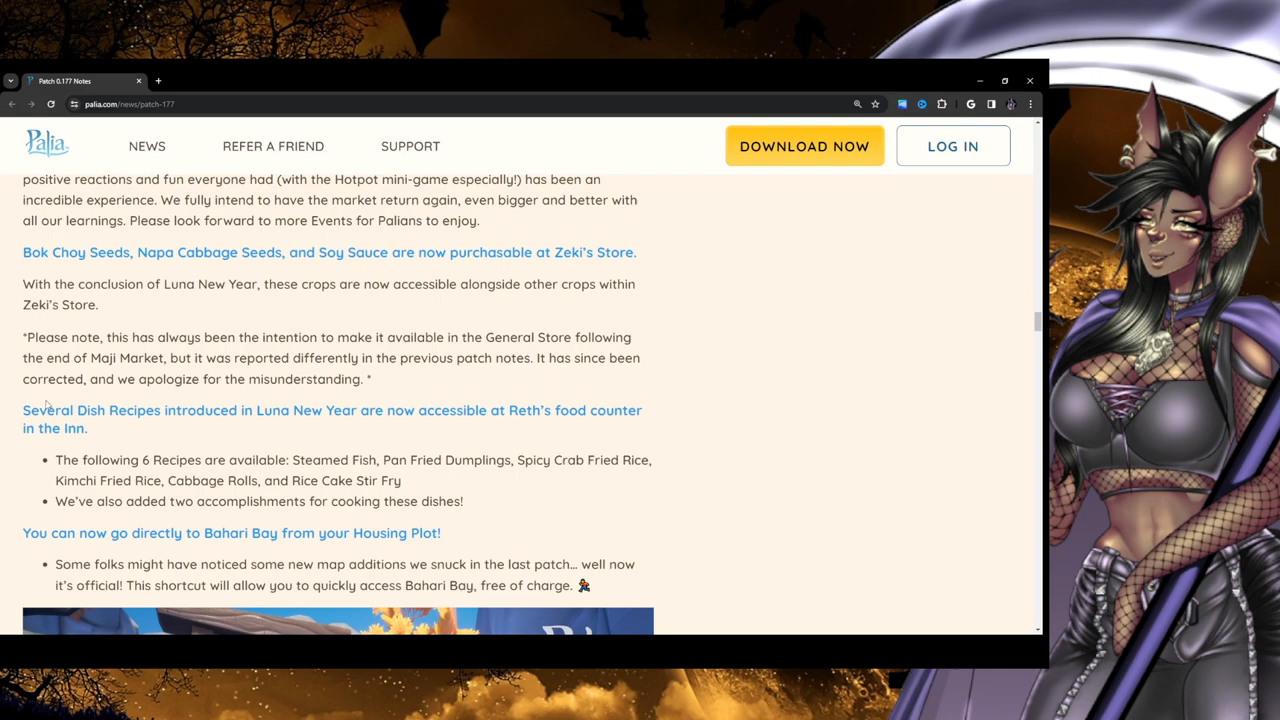 Patch 0.177 Notes
palia.com/news/patch-177
Palia
NEWS
REFER A FRIEND
SUPPORT
DOWNLOAD NOW
LOG IN
positive reactions and fun everyone had (with the Hotpot mini-game especially!) has been an
incredible experience. We fully intend to have the market return again, even bigger and better with
all our learnings. Please look forward to more Events for Palians to enjoy.
Bok Choy Seeds, Napa Cabbage Seeds, and Soy Sauce are now purchasable at Zeki’s Store.
With the conclusion of Luna New Year, these crops are now accessible alongside other crops within
Zeki’s Store.
*Please note, this has always been the intention to make it available in the General Store following
the end of Maji Market, but it was reported differently in the previous patch notes. It has since been
corrected, and we apologize for the misunderstanding. *
Several Dish Recipes introduced in Luna New Year are now accessible at Reth’s food counter
in the Inn.
• The following 6 Recipes are available: Steamed Fish, Pan Fried Dumplings, Spicy Crab Fried Rice,
Kimchi Fried Rice, Cabbage Rolls, and Rice Cake Stir Fry
• We’ve also added two accomplishments for cooking these dishes!
You can now go directly to Bahari Bay from your Housing Plot!
• Some folks might have noticed some new map additions we snuck in the last patch... well now
it’s official! This shortcut will allow you to quickly access Bahari Bay, free of charge.